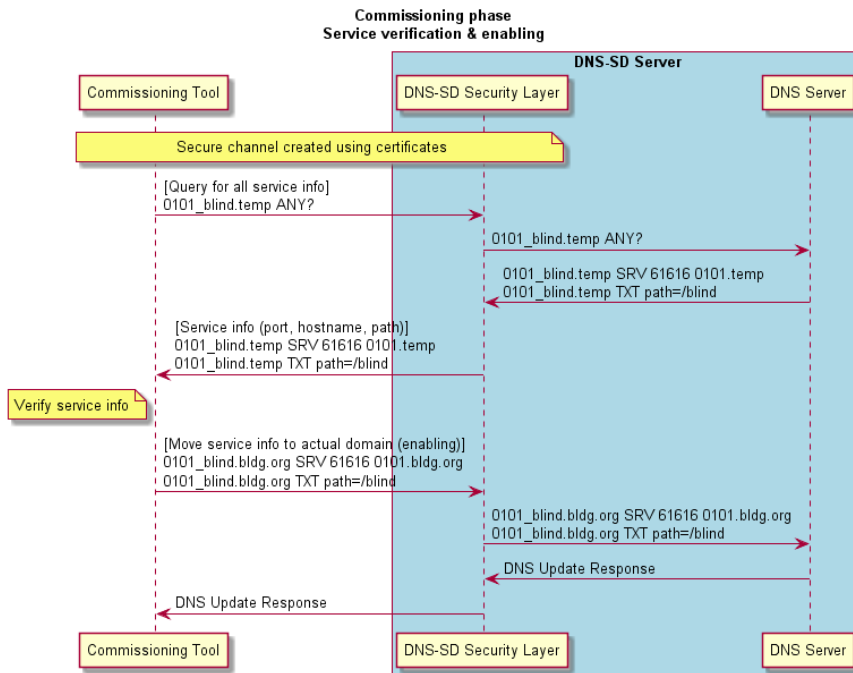 Commissioning phase
Service verification & enabling
DNS-SD Server
Commissioning Tool
DNS-SD Security Layer
DNS Server
Secure channel created using certificates
[Query for all service info]
0101_blind.temp ANY?
0101_blind.temp ANY?
0101_blind.temp SRV 61616 0101.temp
0101_blind.temp TXT path=/blind
[Service info (port, hostname, path)]
0101_blind.temp SRV 61616 0101.temp
0101_blind.temp TXT path=/blind
Verify service info
[Move service info to actual domain (enabling)]
0101_blind.bldg.org SRV 61616 0101.bldg.org
0101_blind.bldg.org TXT path=/blind
0101_blind.bldg.org SRV 61616 0101.bldg.org
0101_blind.bldg.org TXT path=/blind
DNS Update Response
DNS Update Response
Commissioning Tool
DNS-SD Security Layer
DNS Server